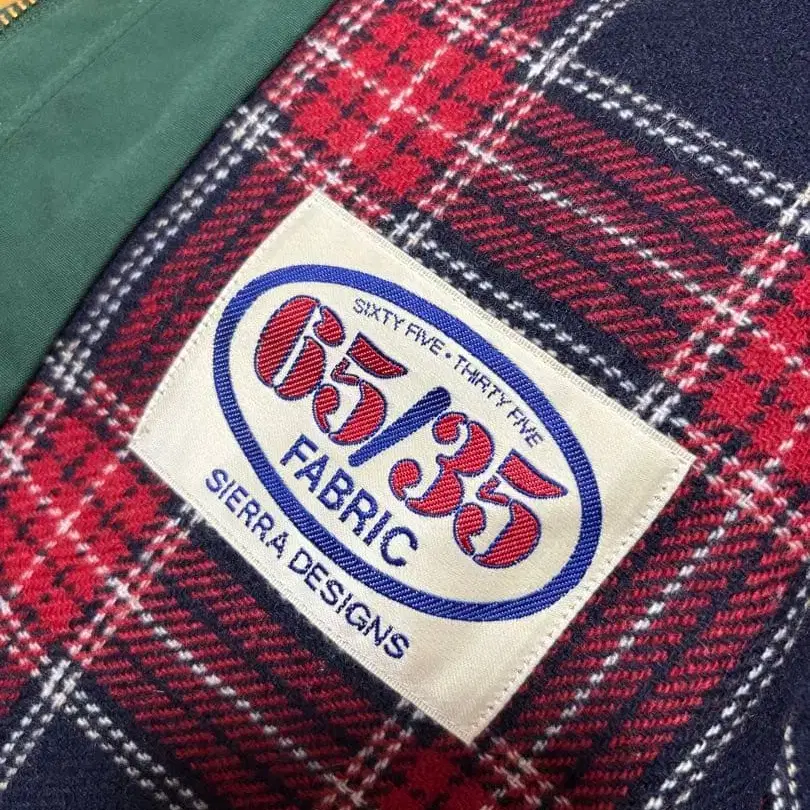 SIXTY FIVE • THIRTY FIVE
65/35
FABRIC
SIERRA DESIGNS